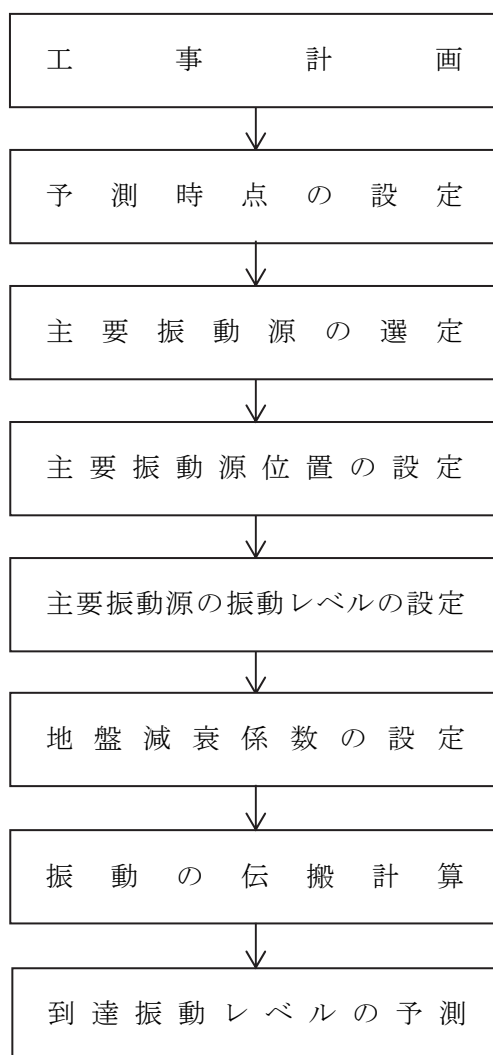 工事計画
予測時点の設定
主要振動源の選定
主要振動源位置の設定
主要振動源の振動レベルの設定
地盤減衰係数の設定
振動の伝搬計算
到達振動レベルの予測